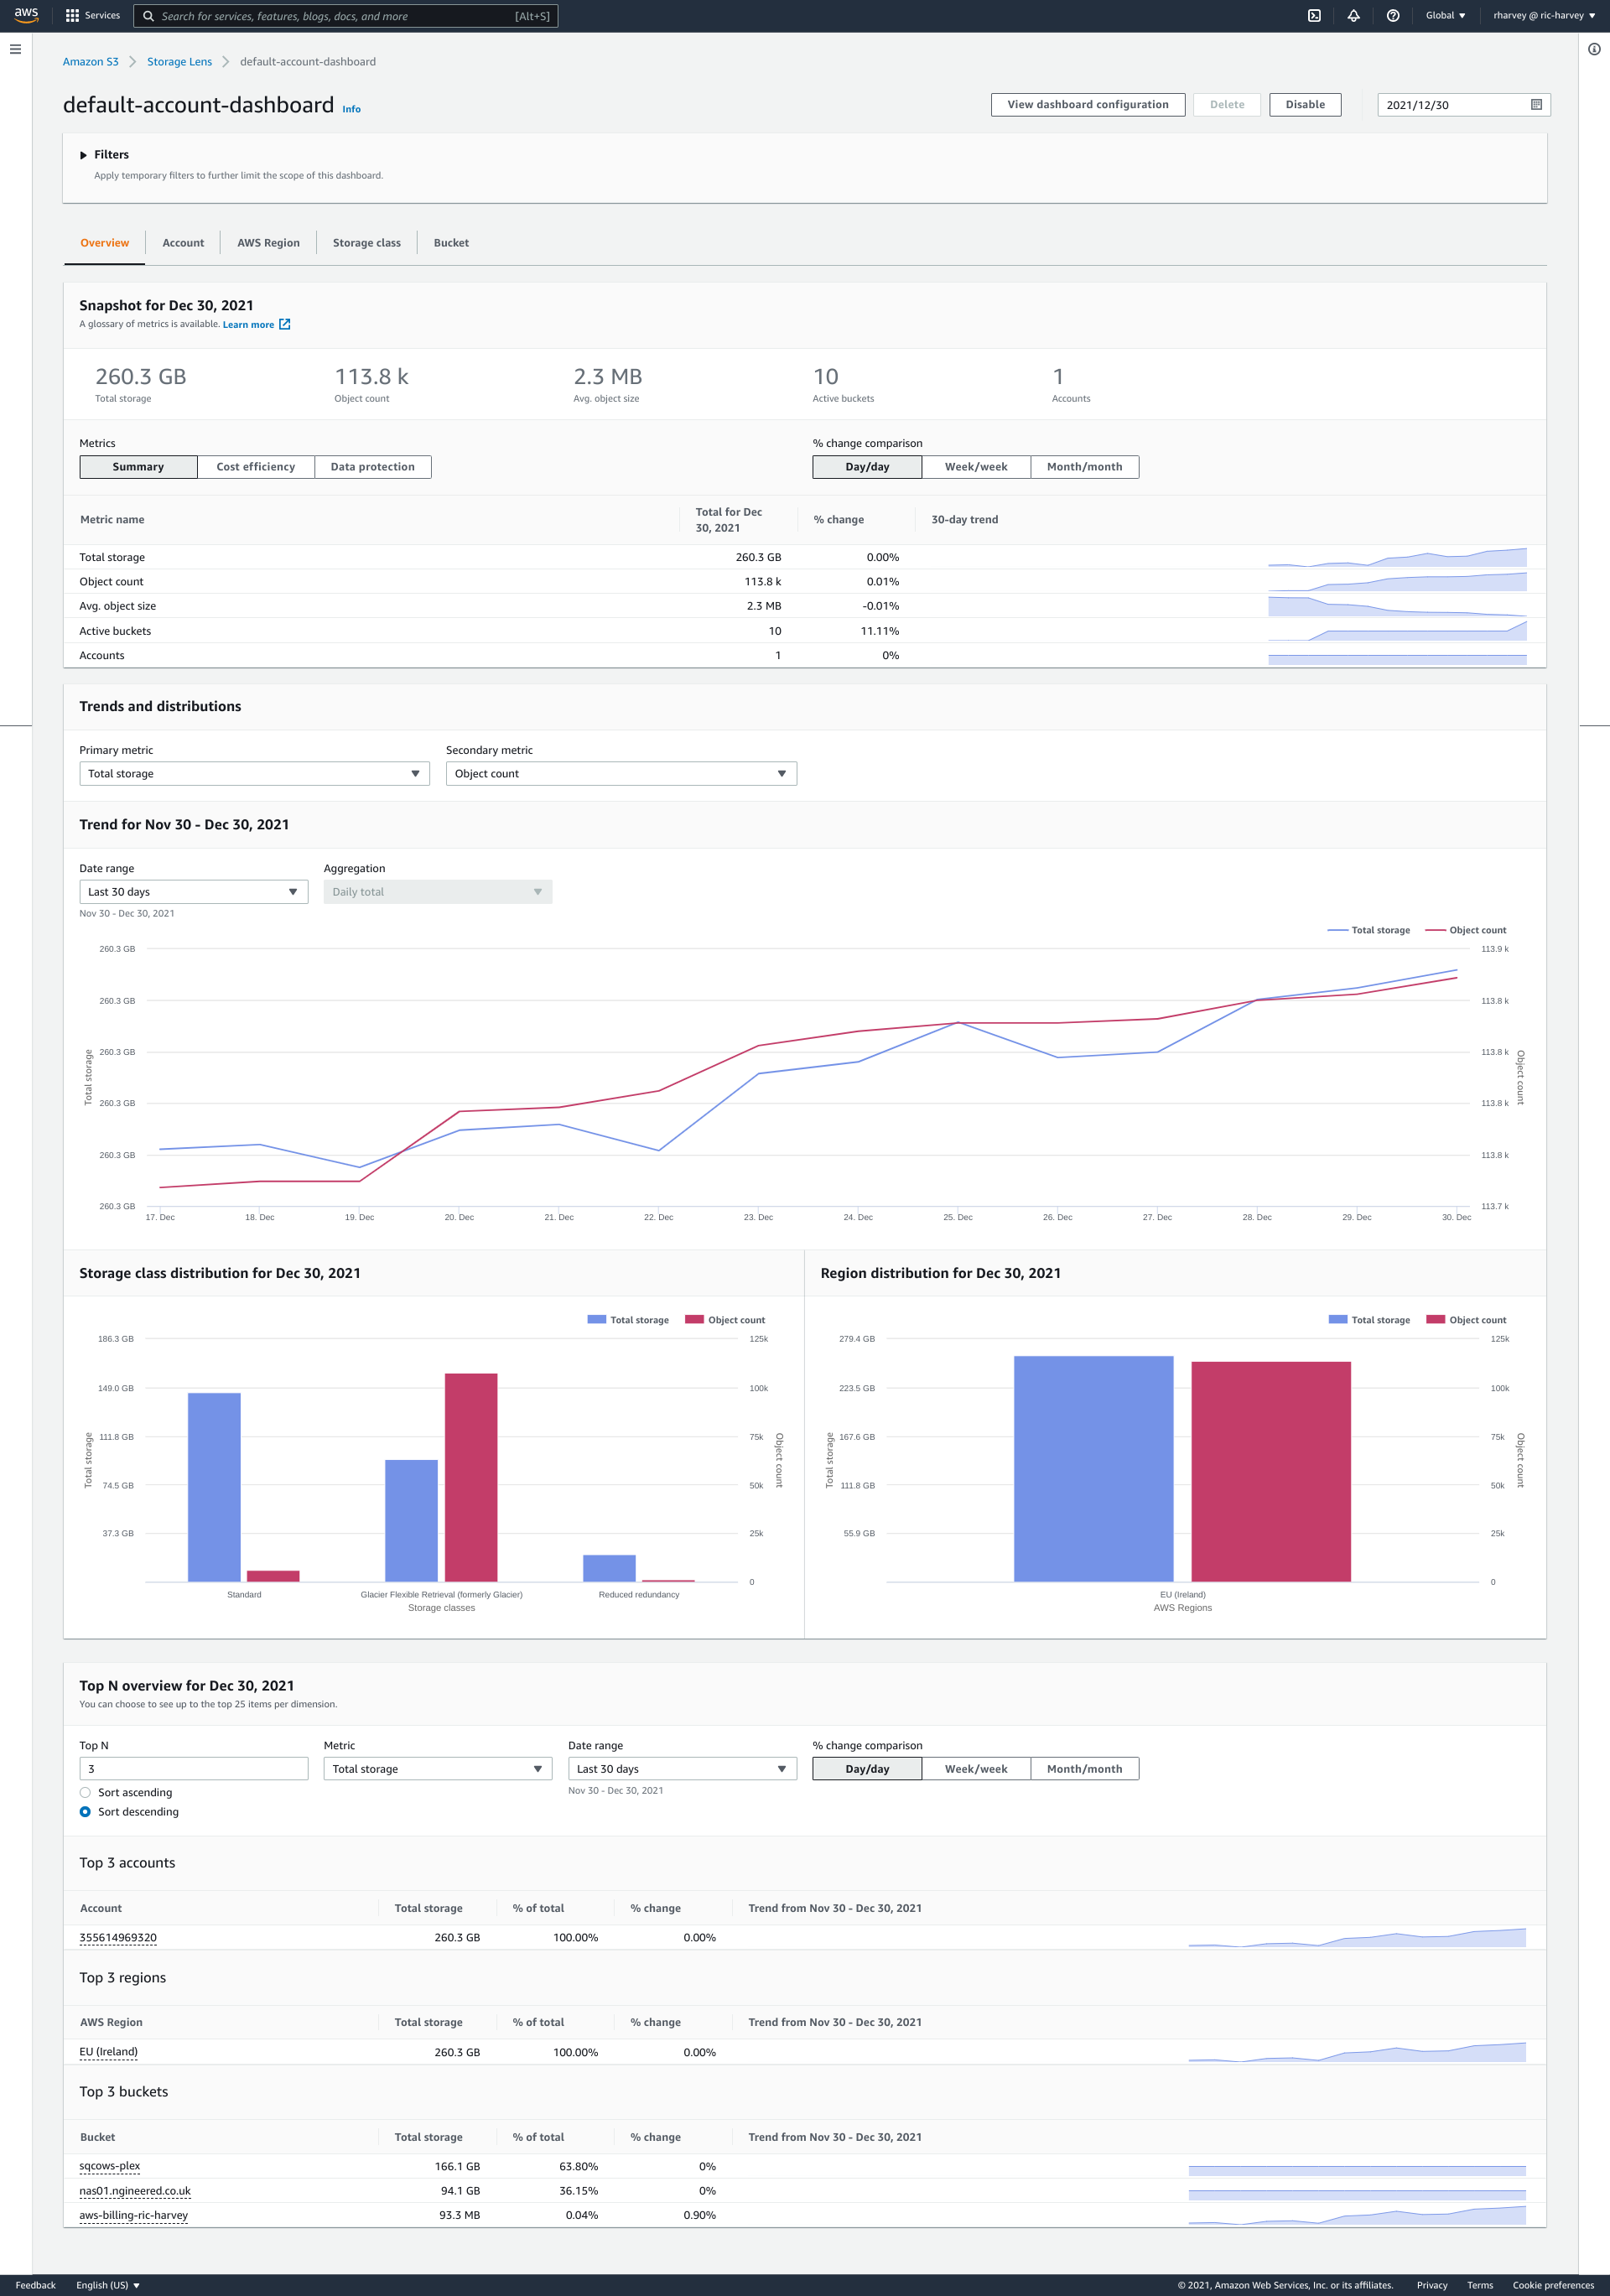 aws
Services
Search for services, features, blogs, docs, and more
[Alt+S]
Global
rharvey @ ric-harvey
Amazon S3
Storage Lens
default-account-dashboard
default-account-dashboard Info
View dashboard configuration
Delete
Disable
2021/12/30
Filters
Apply temporary filters to further limit the scope of this dashboard.
Overview
Account
AWS Region
Storage class
Bucket
Snapshot for Dec 30, 2021
A glossary of metrics is available. Learn more
260.3 GB
Total storage
113.8 k
Object count
2.3 MB
Avg. object size
10
Active buckets
1
Accounts
Metrics
Summary
Cost efficiency
Data protection
% change comparison
Day/day
Week/week
Month/month
Metric name
Total for Dec
30, 2021
% change
30-day trend
Total storage 260.3 GB 0.00%
Object count 113.8 k 0.01%
Avg. object size 2.3 MB -0.01%
Active buckets 10 11.11%
Accounts 1 0%
Trends and distributions
Primary metric
Total storage
Secondary metric
Object count
Trend for Nov 30 - Dec 30, 2021
Date range
Last 30 days
Nov 30 - Dec 30, 2021
Aggregation
Daily total
Total storage
Object count
260.3 GB
260.3 GB
260.3 GB
260.3 GB
260.3 GB
260.3 GB
Total storage
113.9 k
113.8 k
113.8 k
113.8 k
113.8 k
113.7 k
Object count
17. Dec
18. Dec
19. Dec
20. Dec
21. Dec
22. Dec
23. Dec
24. Dec
25. Dec
26. Dec
27. Dec
28. Dec
29. Dec
30. Dec
Storage class distribution for Dec 30, 2021
Total storage
Object count
186.3 GB
149.0 GB
111.8 GB
74.5 GB
37.3 GB
Total storage
125k
100k
75k
50k
25k
0
Object count
Standard
Glacier Flexible Retrieval (formerly Glacier)
Reduced redundancy
Storage classes
Region distribution for Dec 30, 2021
Total storage
Object count
279.4 GB
223.5 GB
167.6 GB
111.8 GB
55.9 GB
Total storage
125k
100k
75k
50k
25k
0
Object count
EU (Ireland)
AWS Regions
Top N overview for Dec 30, 2021
You can choose to see up to the top 25 items per dimension.
Top N
3
Sort ascending
Sort descending
Metric
Total storage
Date range
Last 30 days
Nov 30 - Dec 30, 2021
% change comparison
Day/day
Week/week
Month/month
Top 3 accounts
Account Total storage % of total % change Trend from Nov 30 - Dec 30, 2021
355614969320 260.3 GB 100.00% 0.00%
Top 3 regions
AWS Region Total storage % of total % change Trend from Nov 30 - Dec 30, 2021
EU (Ireland) 260.3 GB 100.00% 0.00%
Top 3 buckets
Bucket Total storage % of total % change Trend from Nov 30 - Dec 30, 2021
sqcows-plex 166.1 GB 63.80% 0%
nas01.ngineered.co.uk 94.1 GB 36.15% 0%
aws-billing-ric-harvey 93.3 MB 0.04% 0.90%
Feedback
English (US)
© 2021, Amazon Web Services, Inc. or its affiliates.
Privacy
Terms
Cookie preferences